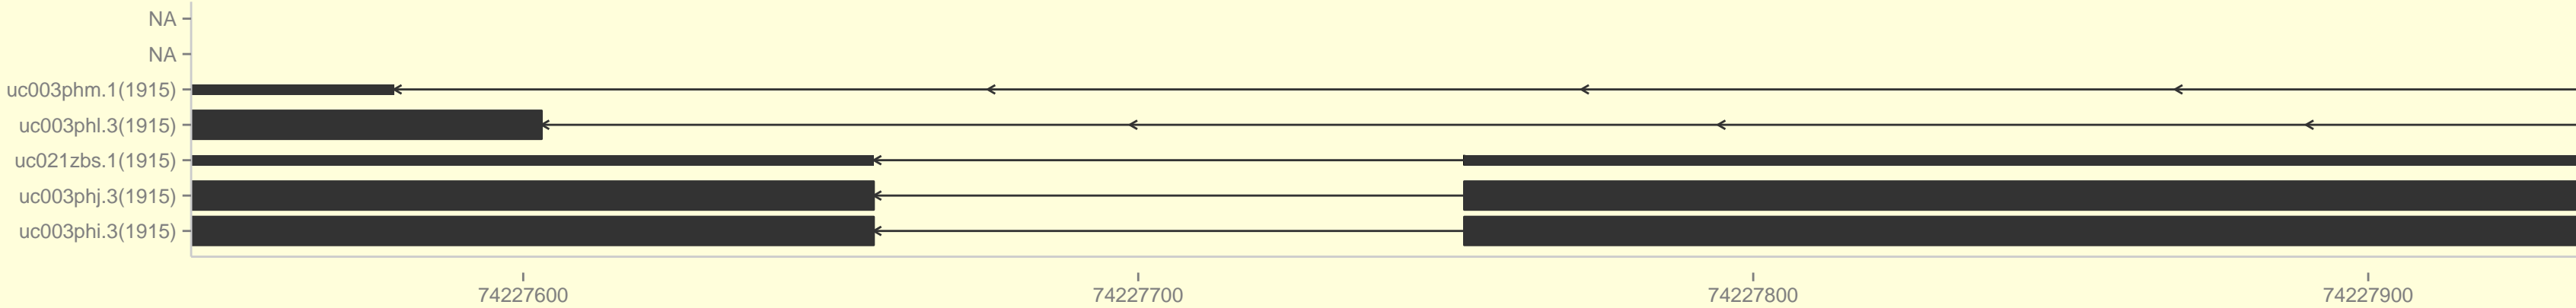 NA
NA
uc003phm.1(1915)
uc003phl.3(1915)
uc021zbs.1(1915)
uc003phj.3(1915)
uc003phi.3(1915)
74227600 74227700 74227800 74227900